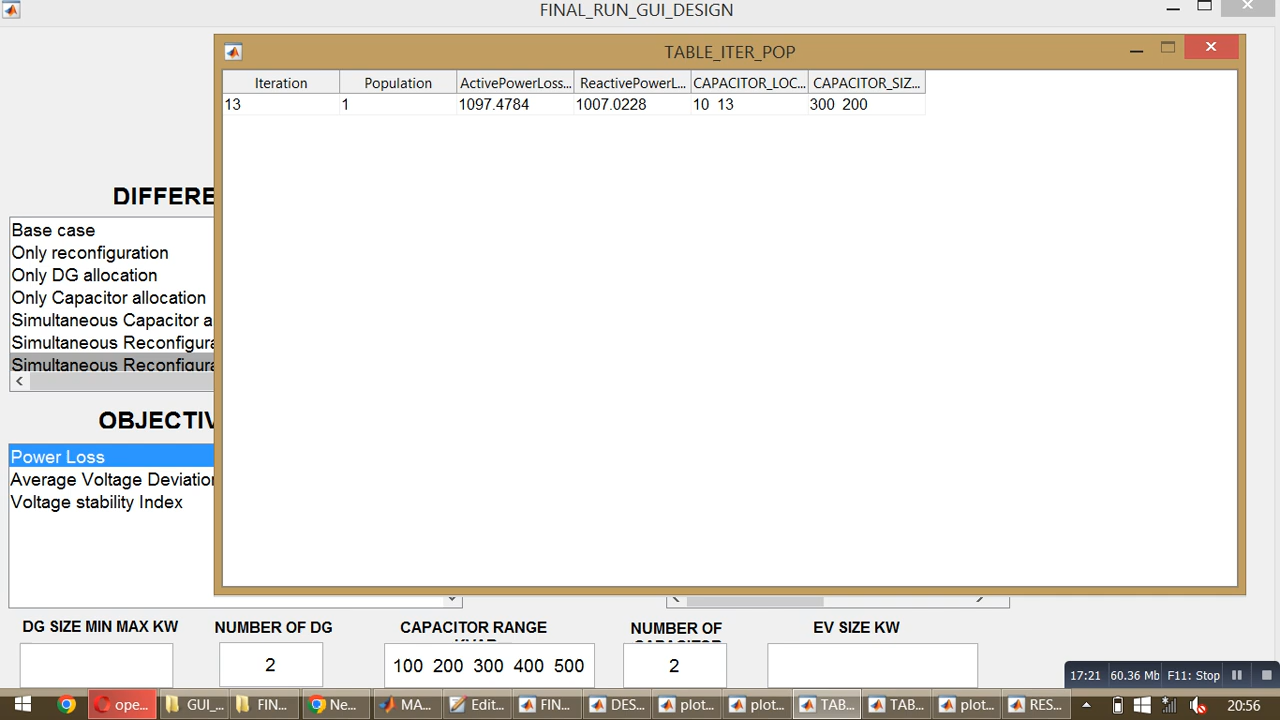 FINAL_RUN_GUI_DESIGN
TABLE_ITER_POP
Iteration Population ActivePowerLoss... ReactivePowerL... CAPACITOR_LOC... CAPACITOR_SIZ...
13 1 1097.4784 1007.0228 10 13 300 200
DIFFERE
Base case
Only reconfiguration
Only DG allocation
Only Capacitor allocation
Simultaneous Capacitor a
Simultaneous Reconfigura
Simultaneous Reconfigura
OBJECTIV
Power Loss
Average Voltage Deviation
Voltage stability Index
DG SIZE MIN MAX KW NUMBER OF DG CAPACITOR RANGE KVAR NUMBER OF CAPACITOR EV SIZE KW
2 100 200 300 400 500 2
17:21 60.36 Mb F11: Stop
ope... GUI_... FIN... Ne... MA... Edit... FIN... DES... plot... plot... TAB... TAB... plot... RES... 20:56